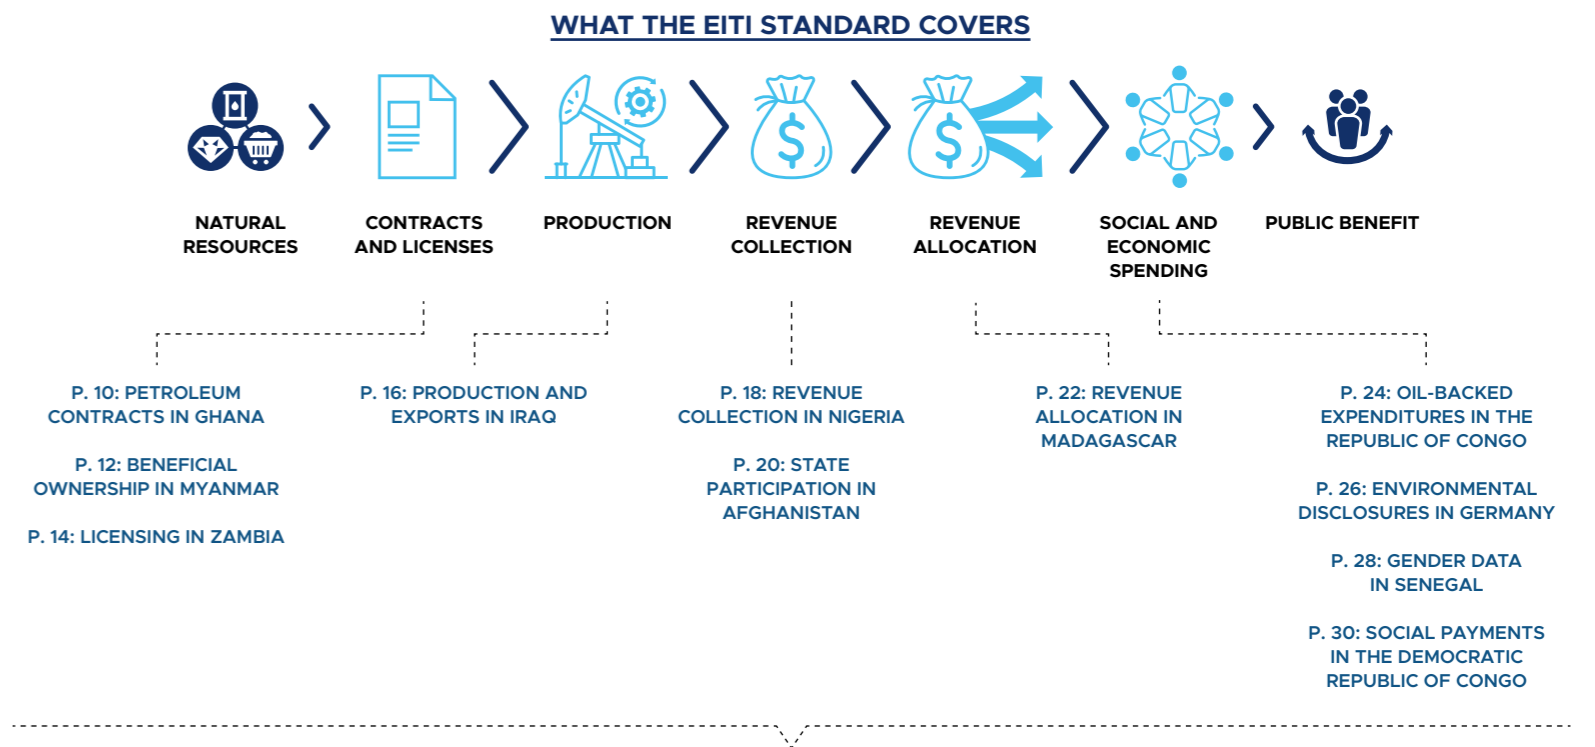 WHAT THE EITI STANDARD COVERS
NATURAL
RESOURCES
CONTRACTS
AND LICENSES
PRODUCTION
REVENUE
COLLECTION
REVENUE
ALLOCATION
SOCIAL AND
ECONOMIC
SPENDING
PUBLIC BENEFIT
P. 10: PETROLEUM
CONTRACTS IN GHANA
P. 12: BENEFICIAL
OWNERSHIP IN MYANMAR
P. 14: LICENSING IN ZAMBIA
P. 16: PRODUCTION AND
EXPORTS IN IRAQ
P. 18: REVENUE
COLLECTION IN NIGERIA
P. 20: STATE
PARTICIPATION IN
AFGHANISTAN
P. 22: REVENUE
ALLOCATION IN
MADAGASCAR
P. 24: OIL-BACKED
EXPENDITURES IN THE
REPUBLIC OF CONGO
P. 26: ENVIRONMENTAL
DISCLOSURES IN GERMANY
P. 28: GENDER DATA
IN SENEGAL
P. 30: SOCIAL PAYMENTS
IN THE DEMOCRATIC
REPUBLIC OF CONGO